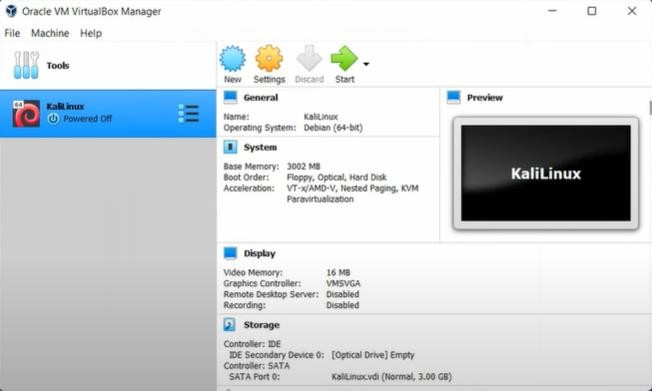 Oracle VM VirtualBox Manager
File Machine Help
Tools
New Settings Discard Start
64
KaliLinux
Powered Off
General
Name: KaliLinux
Operating System: Debian (64-bit)
System
Base Memory: 3002 MB
Boot Order: Floppy, Optical, Hard Disk
Acceleration: VT-x/AMD-V, Nested Paging, KVM
Paravirtualization
Preview
KaliLinux
Display
Video Memory: 16 MB
Graphics Controller: VMSVGA
Remote Desktop Server: Disabled
Recording: Disabled
Storage
Controller: IDE
IDE Secondary Device 0: [Optical Drive] Empty
Controller: SATA
SATA Port 0: KaliLinux.vdi (Normal, 3.00 GB)